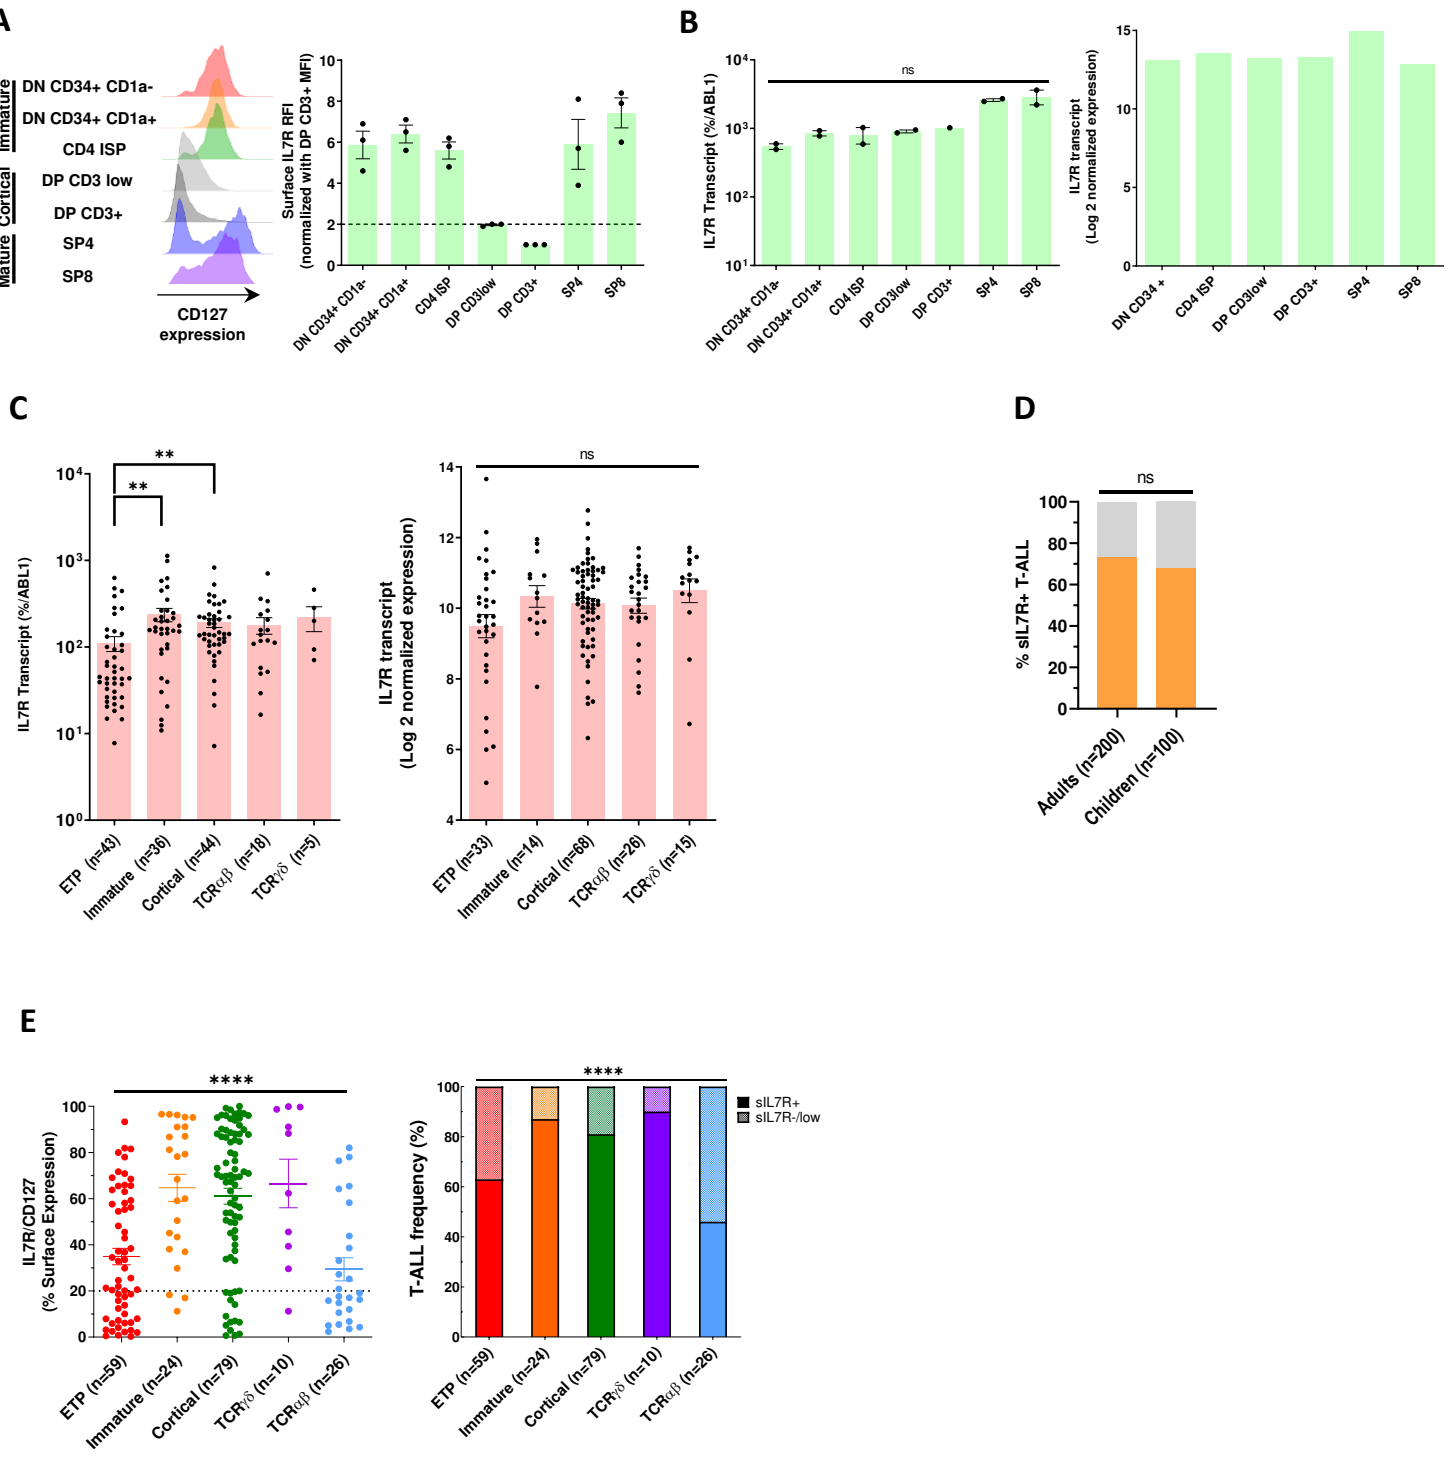 A
Immature
Cortical
Mature
DN CD34+ CD1a-
DN CD34+ CD1a+
CD4 ISP
DP CD3 low
DP CD3+
SP4
SP8
CD127
expression
Surface IL7R RFI
(normalized with DP CD3+ MFI)
10
8
6
4
2
0
DN CD34+ CD1a-
DN CD34+ CD1a+
CD4 ISP
DP CD3low
DP CD3+
SP4
SP8
B
IL7R Transcript (%/ABL1)
10⁴
10³
10²
10¹
ns
DN CD34+ CD1a-
DN CD34+ CD1a+
CD4 ISP
DP CD3low
DP CD3+
SP4
SP8
IL7R transcript
(Log 2 normalized expression)
15
10
5
0
DN CD34 +
CD4 ISP
DP CD3low
DP CD3+
SP4
SP8
C
IL7R Transcript (%/ABL1)
10⁴
10³
10²
10¹
10⁰
**
**
ETP (n=43)
Immature (n=36)
Cortical (n=44)
TCRαβ (n=18)
TCRγδ (n=5)
IL7R transcript
(Log 2 normalized expression)
14
12
10
8
6
4
ns
ETP (n=33)
Immature (n=14)
Cortical (n=68)
TCRαβ (n=26)
TCRγδ (n=15)
D
% sIL7R+ T-ALL
100
80
60
40
20
0
ns
Adults (n=200)
Children (n=100)
E
IL7R/CD127
(% Surface Expression)
100
80
60
40
20
0
****
ETP (n=59)
Immature (n=24)
Cortical (n=79)
TCRγδ (n=10)
TCRαβ (n=26)
T-ALL frequency (%)
100
80
60
40
20
0
****
sIL7R+
sIL7R-/low
ETP (n=59)
Immature (n=24)
Cortical (n=79)
TCRγδ (n=10)
TCRαβ (n=26)